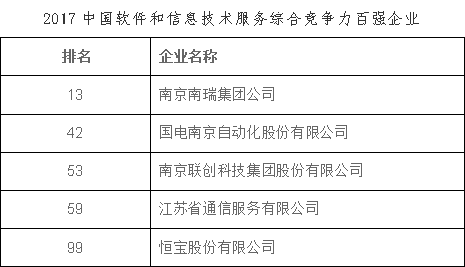 2017 中国软件和信息技术服务综合竞争力百强企业
排名 企业名称
13 南京南瑞集团公司
42 国电南京自动化股份有限公司
53 南京联创科技集团股份有限公司
59 江苏省通信服务有限公司
99 恒宝股份有限公司